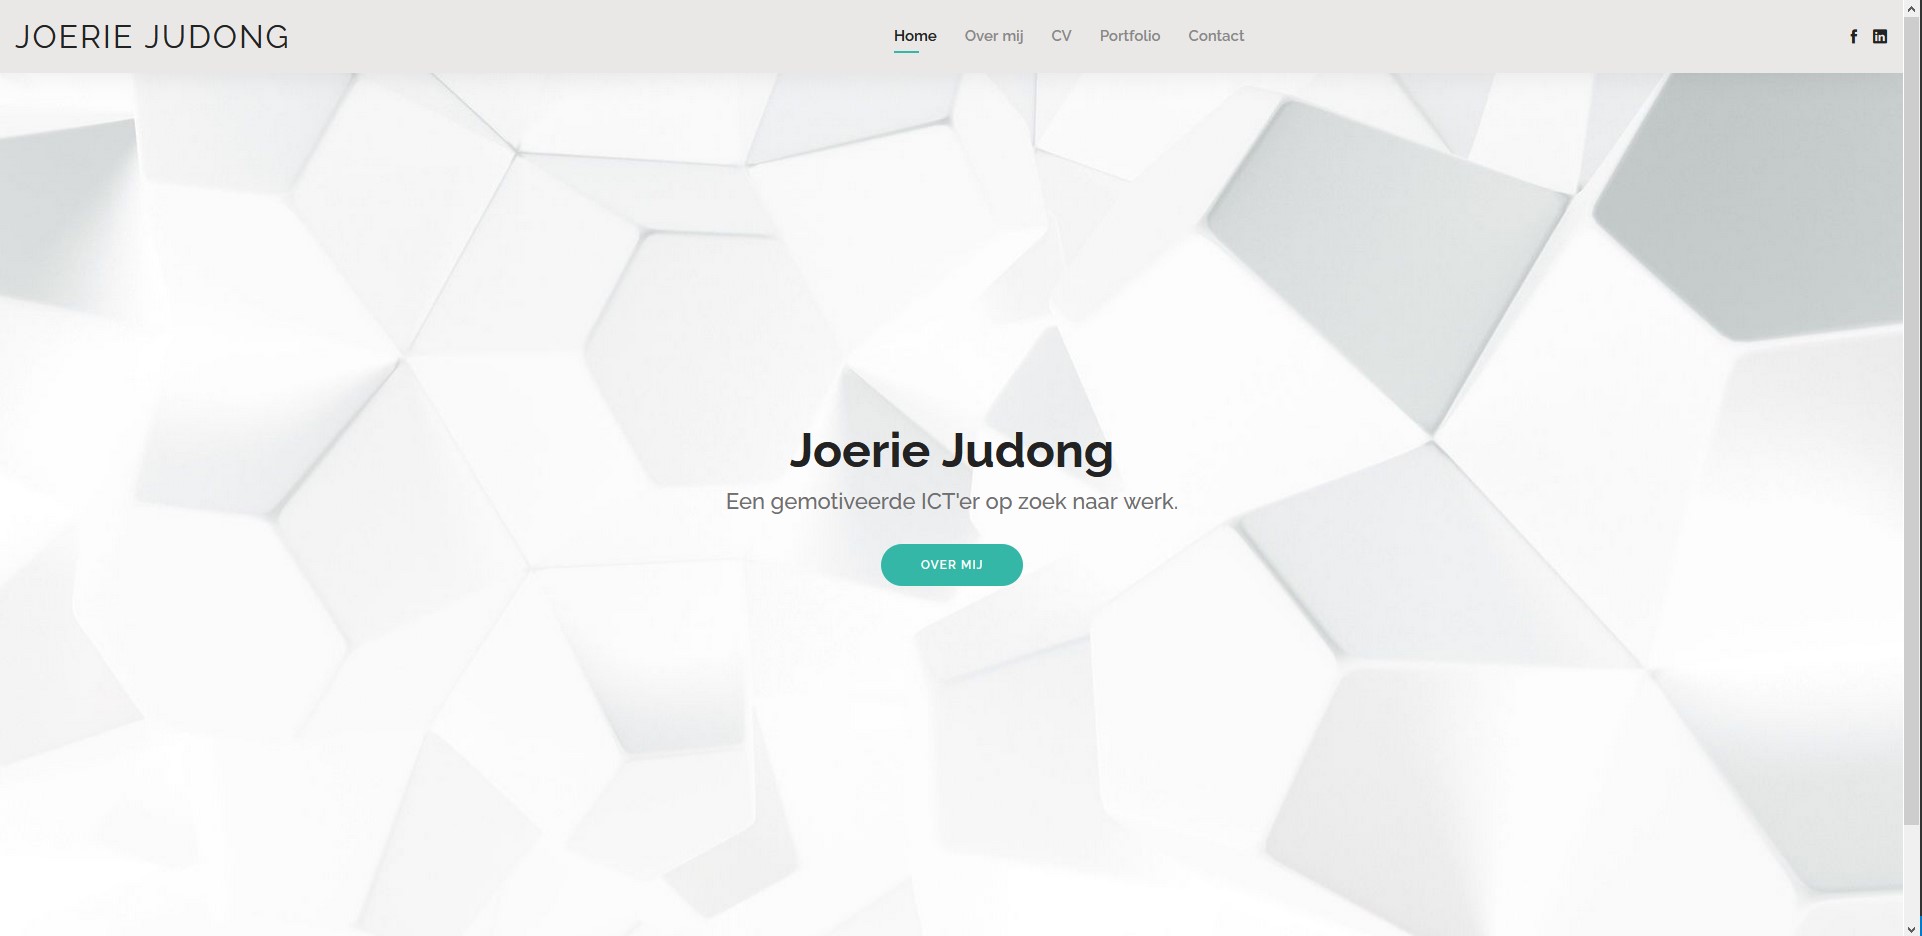 JOERIE JUDONG
Home Over mij CV Portfolio Contact
Joerie Judong
Een gemotiveerde ICT'er op zoek naar werk.
OVER MIJ